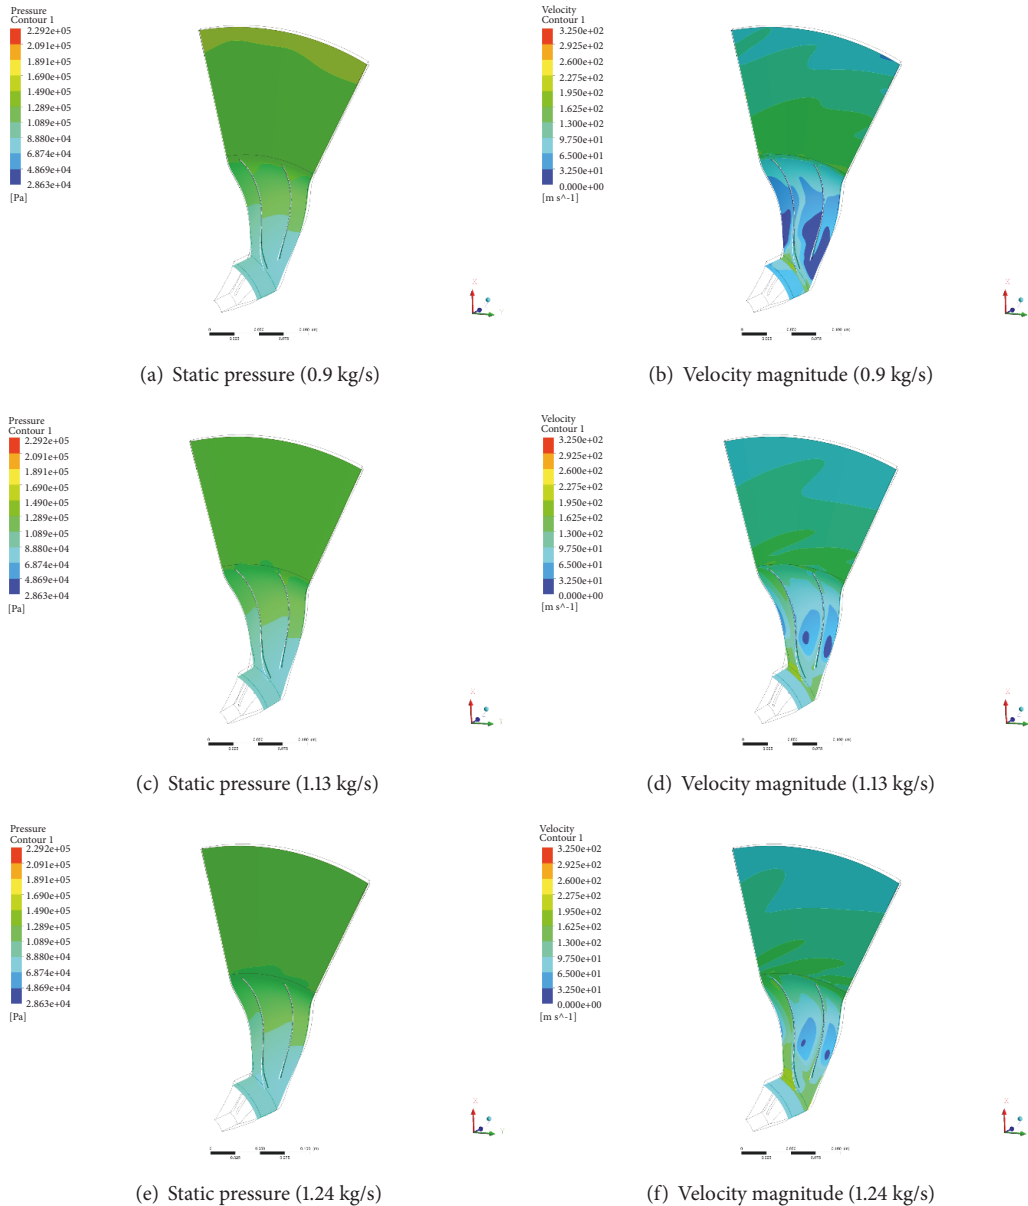 Pressure
Contour 1
2.292e+05
2.091e+05
1.891e+05
1.690e+05
1.490e+05
1.289e+05
1.089e+05
8.880e+04
6.874e+04
4.869e+04
2.863e+04
[Pa]
Velocity
Contour 1
3.250e+02
2.925e+02
2.600e+02
2.275e+02
1.950e+02
1.625e+02
1.300e+02
9.750e+01
6.500e+01
3.250e+01
0.000e+00
[m s^-1]
(a) Static pressure (0.9 kg/s)
(b) Velocity magnitude (0.9 kg/s)
Pressure
Contour 1
2.292e+05
2.091e+05
1.891e+05
1.690e+05
1.490e+05
1.289e+05
1.089e+05
8.880e+04
6.874e+04
4.869e+04
2.863e+04
[Pa]
Velocity
Contour 1
3.250e+02
2.925e+02
2.600e+02
2.275e+02
1.950e+02
1.625e+02
1.300e+02
9.750e+01
6.500e+01
3.250e+01
0.000e+00
[m s^-1]
(c) Static pressure (1.13 kg/s)
(d) Velocity magnitude (1.13 kg/s)
Pressure
Contour 1
2.292e+05
2.091e+05
1.891e+05
1.690e+05
1.490e+05
1.289e+05
1.089e+05
8.880e+04
6.874e+04
4.869e+04
2.863e+04
[Pa]
Velocity
Contour 1
3.250e+02
2.925e+02
2.600e+02
2.275e+02
1.950e+02
1.625e+02
1.300e+02
9.750e+01
6.500e+01
3.250e+01
0.000e+00
[m s^-1]
(e) Static pressure (1.24 kg/s)
(f) Velocity magnitude (1.24 kg/s)